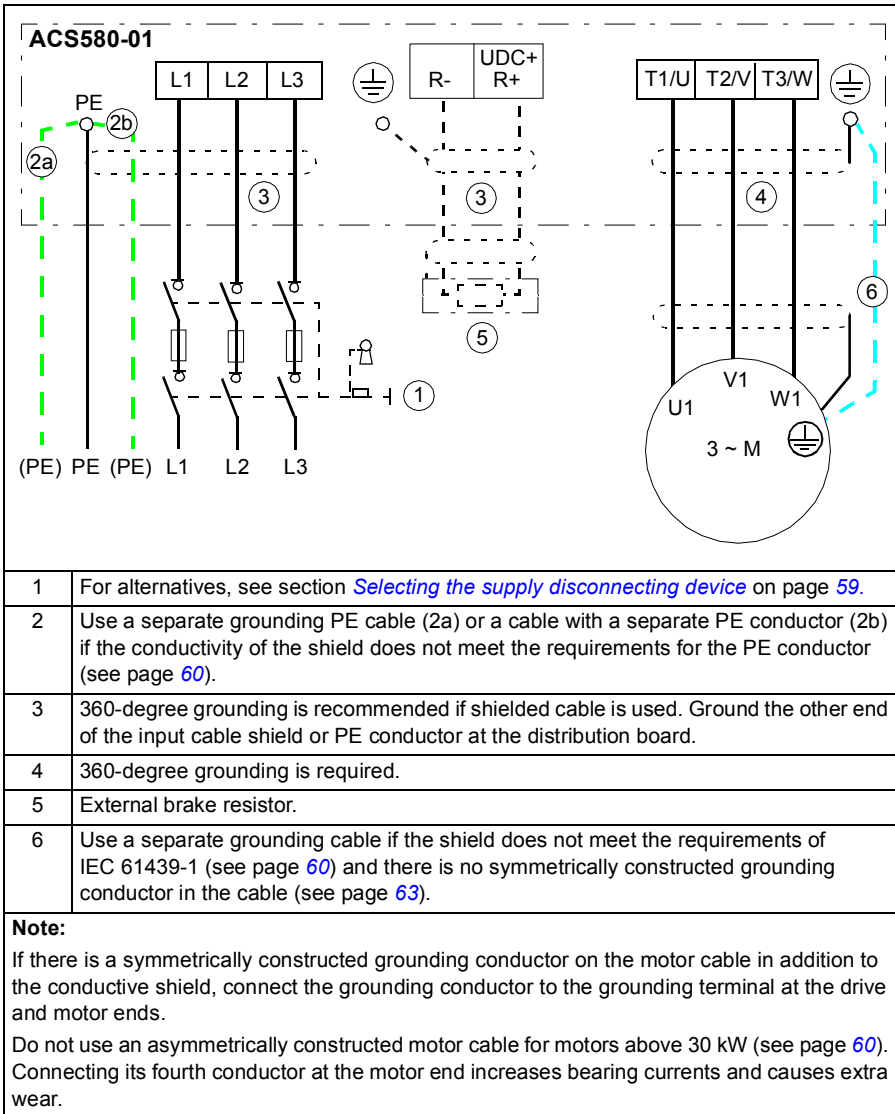 ACS580-01
L1 L2 L3
R- UDC+ R+
T1/U T2/V T3/W
PE
2a
2b
3
3
4
5
6
1
U1
V1
W1
3 ~ M
(PE) PE (PE) L1 L2 L3
1 For alternatives, see section Selecting the supply disconnecting device on page 59.
2 Use a separate grounding PE cable (2a) or a cable with a separate PE conductor (2b)
if the conductivity of the shield does not meet the requirements for the PE conductor
(see page 60).
3 360-degree grounding is recommended if shielded cable is used. Ground the other end
of the input cable shield or PE conductor at the distribution board.
4 360-degree grounding is required.
5 External brake resistor.
6 Use a separate grounding cable if the shield does not meet the requirements of
IEC 61439-1 (see page 60) and there is no symmetrically constructed grounding
conductor in the cable (see page 63).
Note:
If there is a symmetrically constructed grounding conductor on the motor cable in addition to
the conductive shield, connect the grounding conductor to the grounding terminal at the drive
and motor ends.
Do not use an asymmetrically constructed motor cable for motors above 30 kW (see page 60).
Connecting its fourth conductor at the motor end increases bearing currents and causes extra
wear.